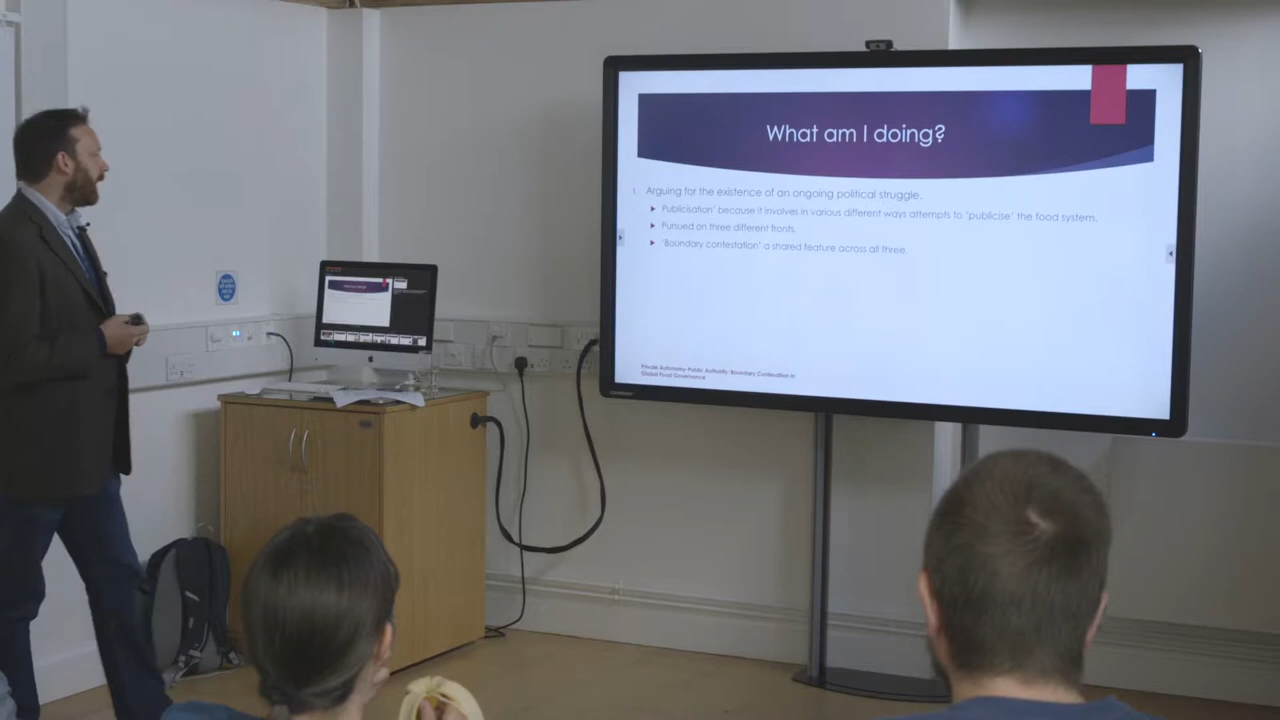 What am I doing?
1. Arguing for the existence of an ongoing political struggle.
Publicisation' because it involves in various different ways attempts to 'publicise' the food system.
Pursued on three different fronts.
'Boundary contestation' a shared feature across all three.
Private Autonomy-Public Authority: Boundary Contestation in
Global Food Governance